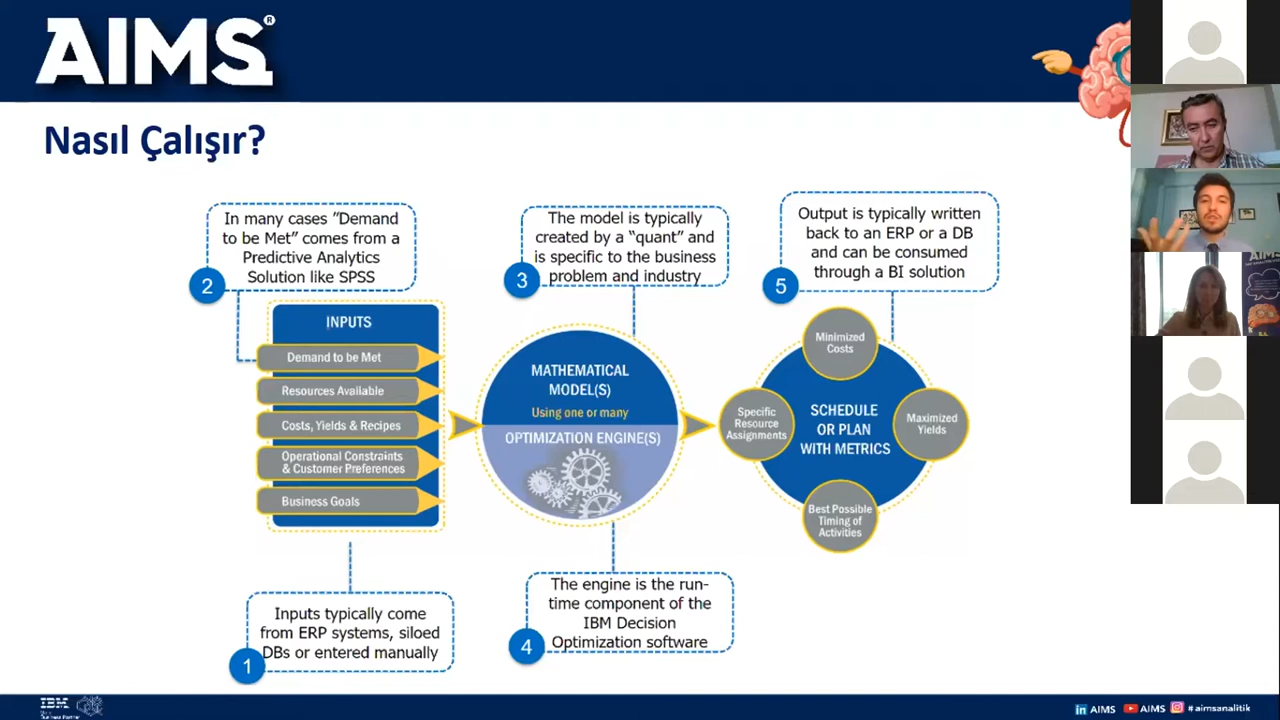 AIMS®
Nasıl Çalışır?
In many cases ”Demand
to be Met” comes from a
Predictive Analytics
Solution like SPSS
2
The model is typically
created by a “quant” and
is specific to the business
problem and industry
3
Output is typically written
back to an ERP or a DB
and can be consumed
through a BI solution
5
INPUTS
Demand to be Met
Resources Available
Costs, Yields & Recipes
Operational Constraints
& Customer Preferences
Business Goals
MATHEMATICAL
MODEL(S)
Using one or many
OPTIMIZATION ENGINE(S)
Minimized
Costs
Specific
Resource
Assignments
SCHEDULE
OR PLAN
WITH METRICS
Maximized
Yields
Best Possible
Timing of
Activities
Inputs typically come
from ERP systems, siloed
DBs or entered manually
1
The engine is the run-
time component of the
IBM Decision
Optimization software
4
IBM
Business Partner
in AIMS
AIMS
#aimsanalitik